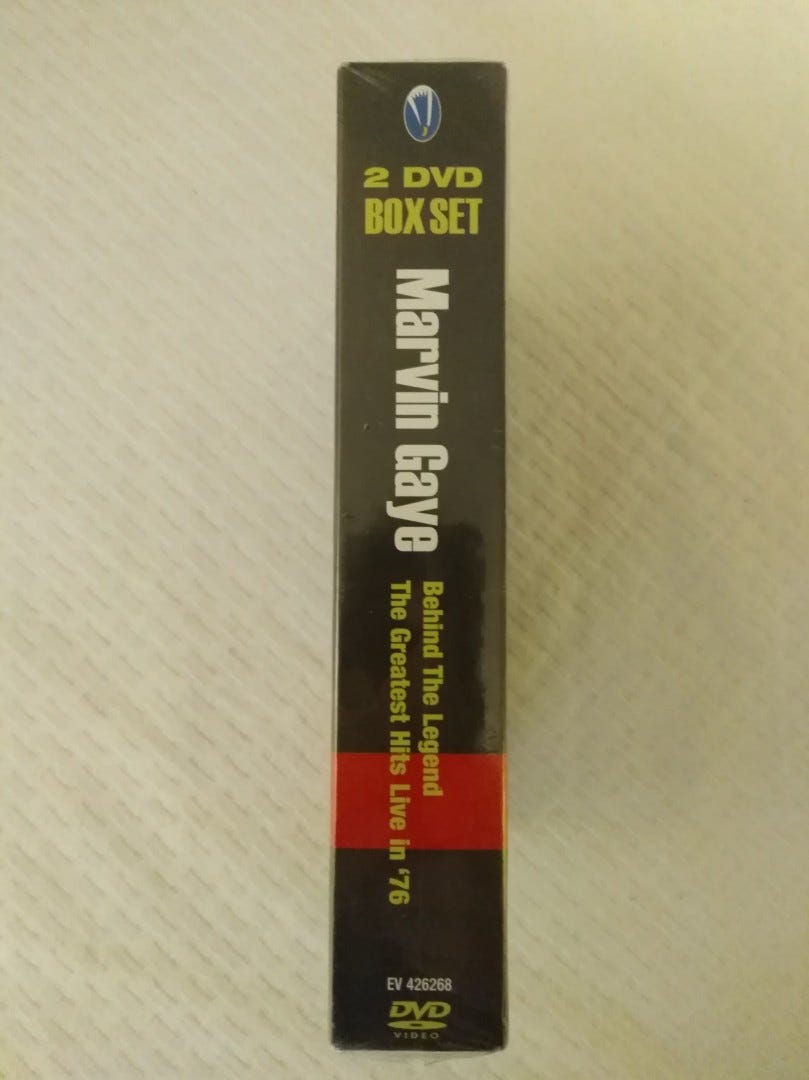 2 DVD
BOX SET
Marvin Gaye
Behind The Legend
The Greatest Hits Live in '76
EV 426268
DVD
VIDEO